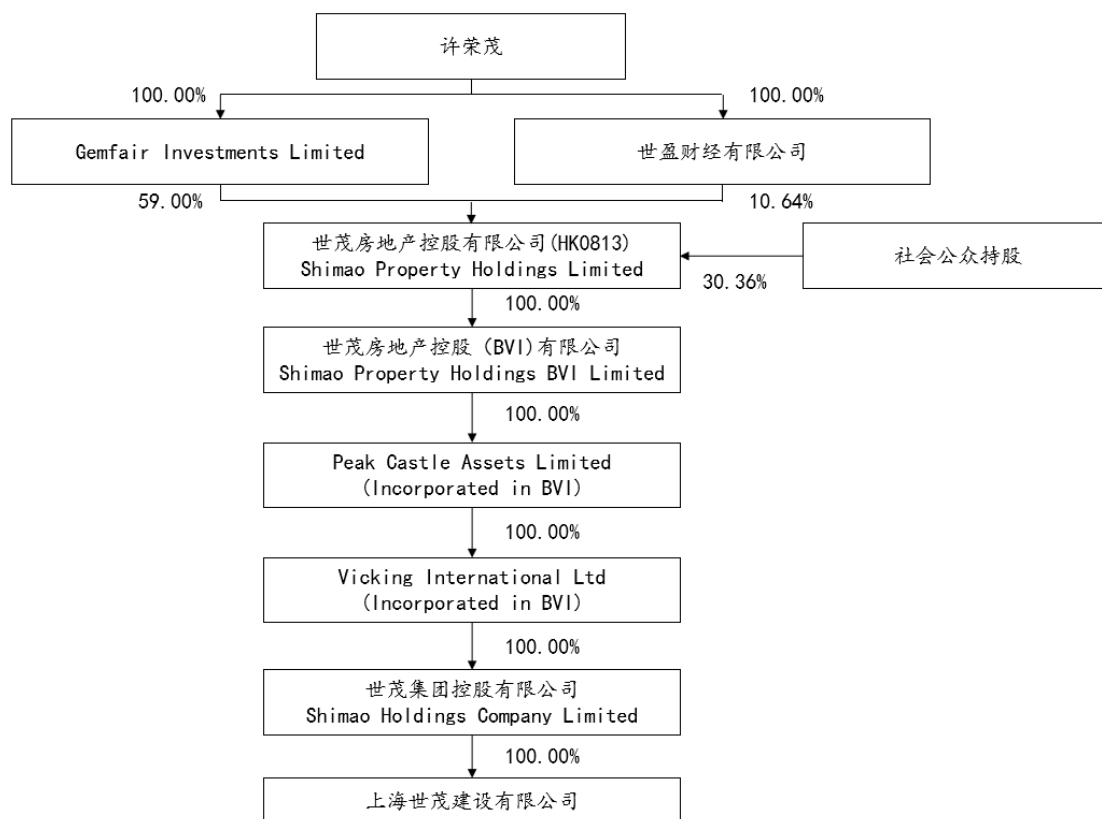 许荣茂
100.00%
100.00%
Gemfair Investments Limited
世盈财经有限公司
59.00%
10.64%
世茂房地产控股有限公司(HK0813)
Shimao Property Holdings Limited
社会公众持股
30.36%
100.00%
世茂房地产控股 (BVI)有限公司
Shimao Property Holdings BVI Limited
100.00%
Peak Castle Assets Limited
(Incorporated in BVI)
100.00%
Vicking International Ltd
(Incorporated in BVI)
100.00%
世茂集团控股有限公司
Shimao Holdings Company Limited
100.00%
上海世茂建设有限公司